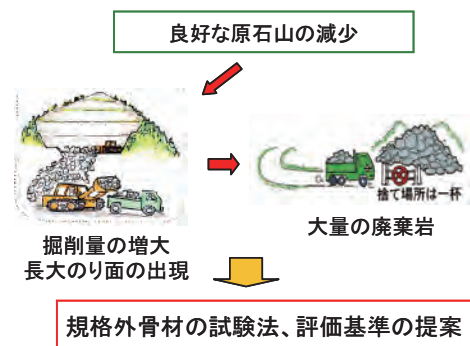 良好な原石山の減少
捨て場所は一杯
掘削量の増大
長大のり面の出現
大量の廃棄岩
規格外骨材の試験法、評価基準の提案